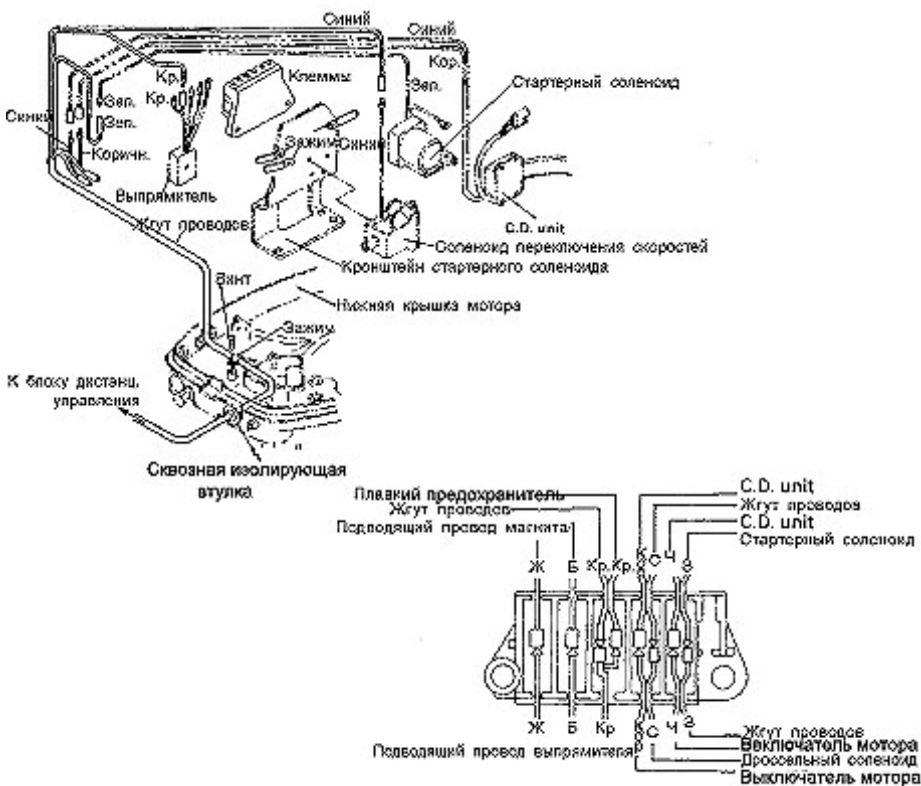 Синий
Синий
Кр.
Кр.
Клеммы
Зел.
Кор.
Стартерный соленоид
Зел.
Зел.
Синий
Коричн.
Зажим
Синий
Выпрямитель
Жгут проводов
C.D. unit
Соленоид переключения скоростей
Кронштейн стартерного соленоида
Винт
Нижняя крышка мотора
Зажим
К блоку дистанц.
управления
Сквозная изолирующая
втулка
Плавкий предохранитель
Жгут проводов
Подводящий провод магнита
C.D. unit
Жгут проводов
C.D. unit
Стартерный соленоид
Ж
Б
Кр.
Кр.
С
Ч
З
Ж
Б
Кр
С
Ч
З
Подводящий провод выпрямителя
Жгут проводов
Веключатель мотора
Дроссельный соленоид
Выключатель мотора